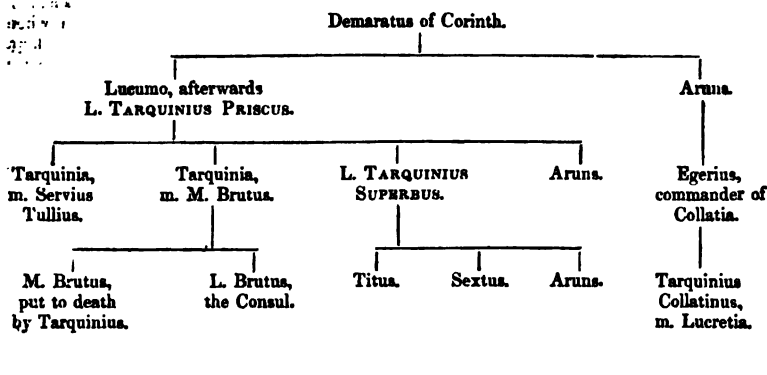 Demaratus of Corinth.
Lucumo, afterwards
L. TARQUINIUS PRISCUS.
Aruns.
Tarquinia,
m. Servius
Tullius.
Tarquinia,
m. M. Brutus.
L. TARQUINIUS
SUPERBUS.
Aruns.
Egerius,
commander of
Collatia.
M. Brutus,
put to death
by Tarquinius.
L. Brutus,
the Consul.
Titus.
Sextus.
Aruns.
Tarquinius
Collatinus,
m. Lucretia.